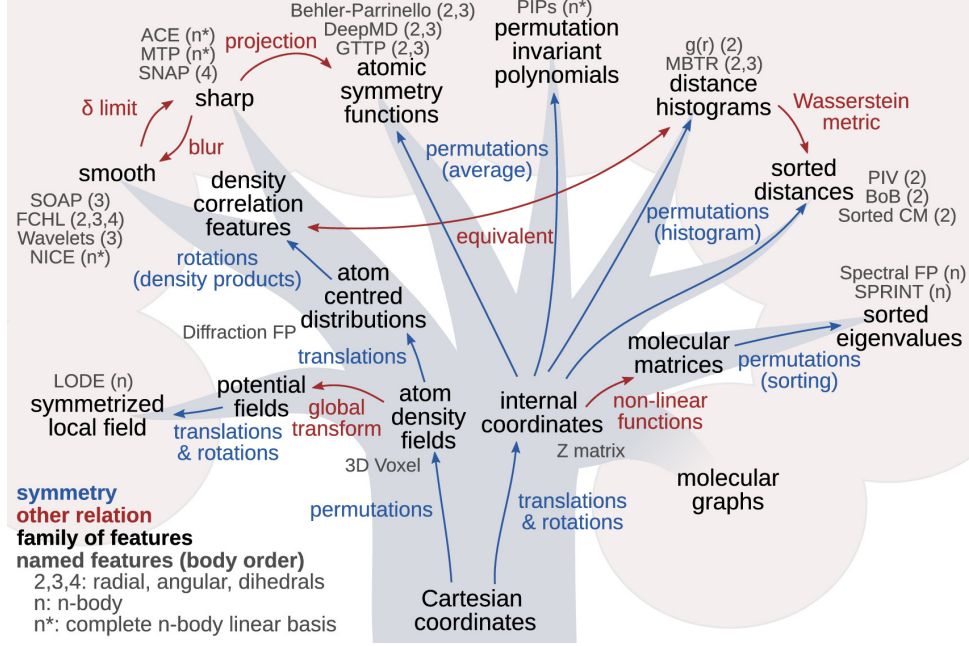 Behler-Parrinello (2,3)
DeepMD (2,3)
GTTP (2,3)
atomic
symmetry
functions
PIPs (n*)
permutation
invariant
polynomials
ACE (n*)
MTP (n*)
SNAP (4)
sharp
projection
g(r) (2)
MBTR (2,3)
distance
histograms
Wasserstein
metric
δ limit
blur
smooth
SOAP (3)
FCHL (2,3,4)
Wavelets (3)
NICE (n*)
density
correlation
features
permutations
(average)
sorted
distances
PIV (2)
BoB (2)
Sorted CM (2)
equivalent
permutations
(histogram)
rotations
(density products)
atom
centred
distributions
Diffraction FP
translations
Spectral FP (n)
SPRINT (n)
sorted
eigenvalues
molecular
matrices
permutations
(sorting)
LODE (n)
symmetrized
local field
potential
fields
translations
& rotations
global
transform
atom
density
fields
3D Voxel
internal
coordinates
non-linear
functions
Z matrix
molecular
graphs
permutations
translations
& rotations
Cartesian
coordinates
symmetry
other relation
family of features
named features (body order)
2,3,4: radial, angular, dihedrals
n: n-body
n*: complete n-body linear basis